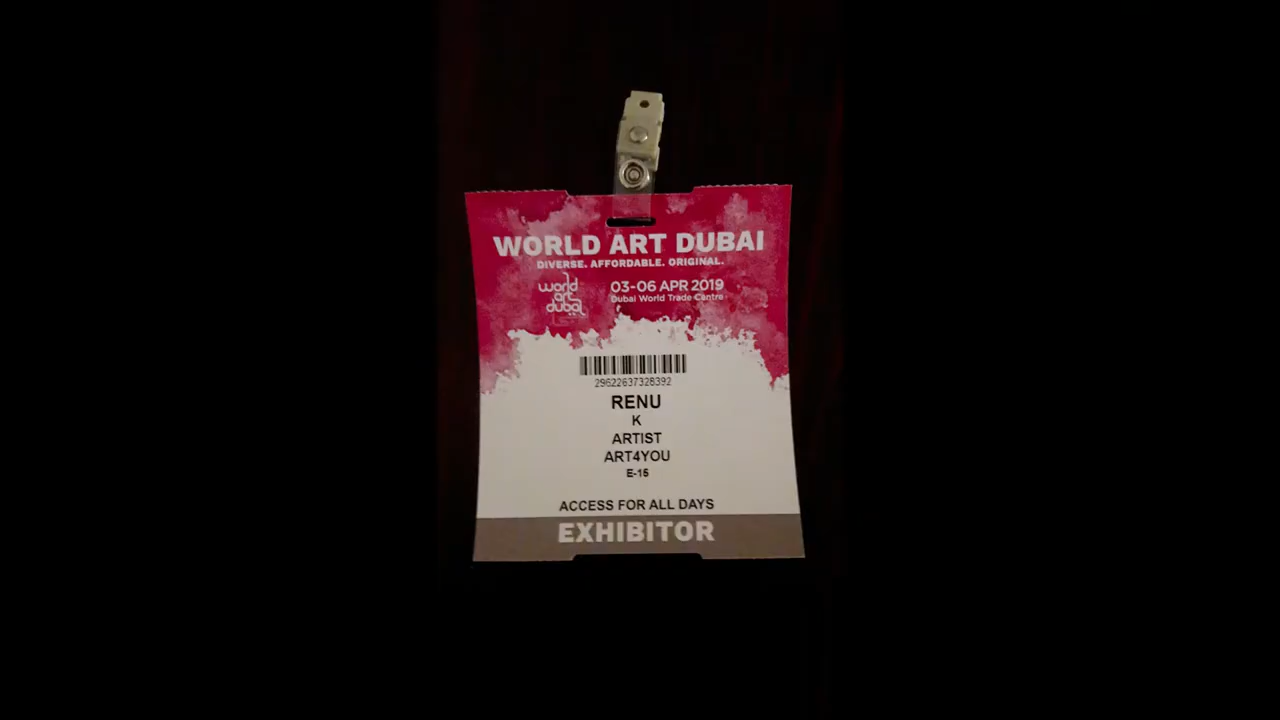 WORLD ART DUBAI
DIVERSE. AFFORDABLE. ORIGINAL.
world
art
dubai
03-06 APR 2019
Dubai World Trade Centre
29622637328392
RENU
K
ARTIST
ART4YOU
E-15
ACCESS FOR ALL DAYS
EXHIBITOR